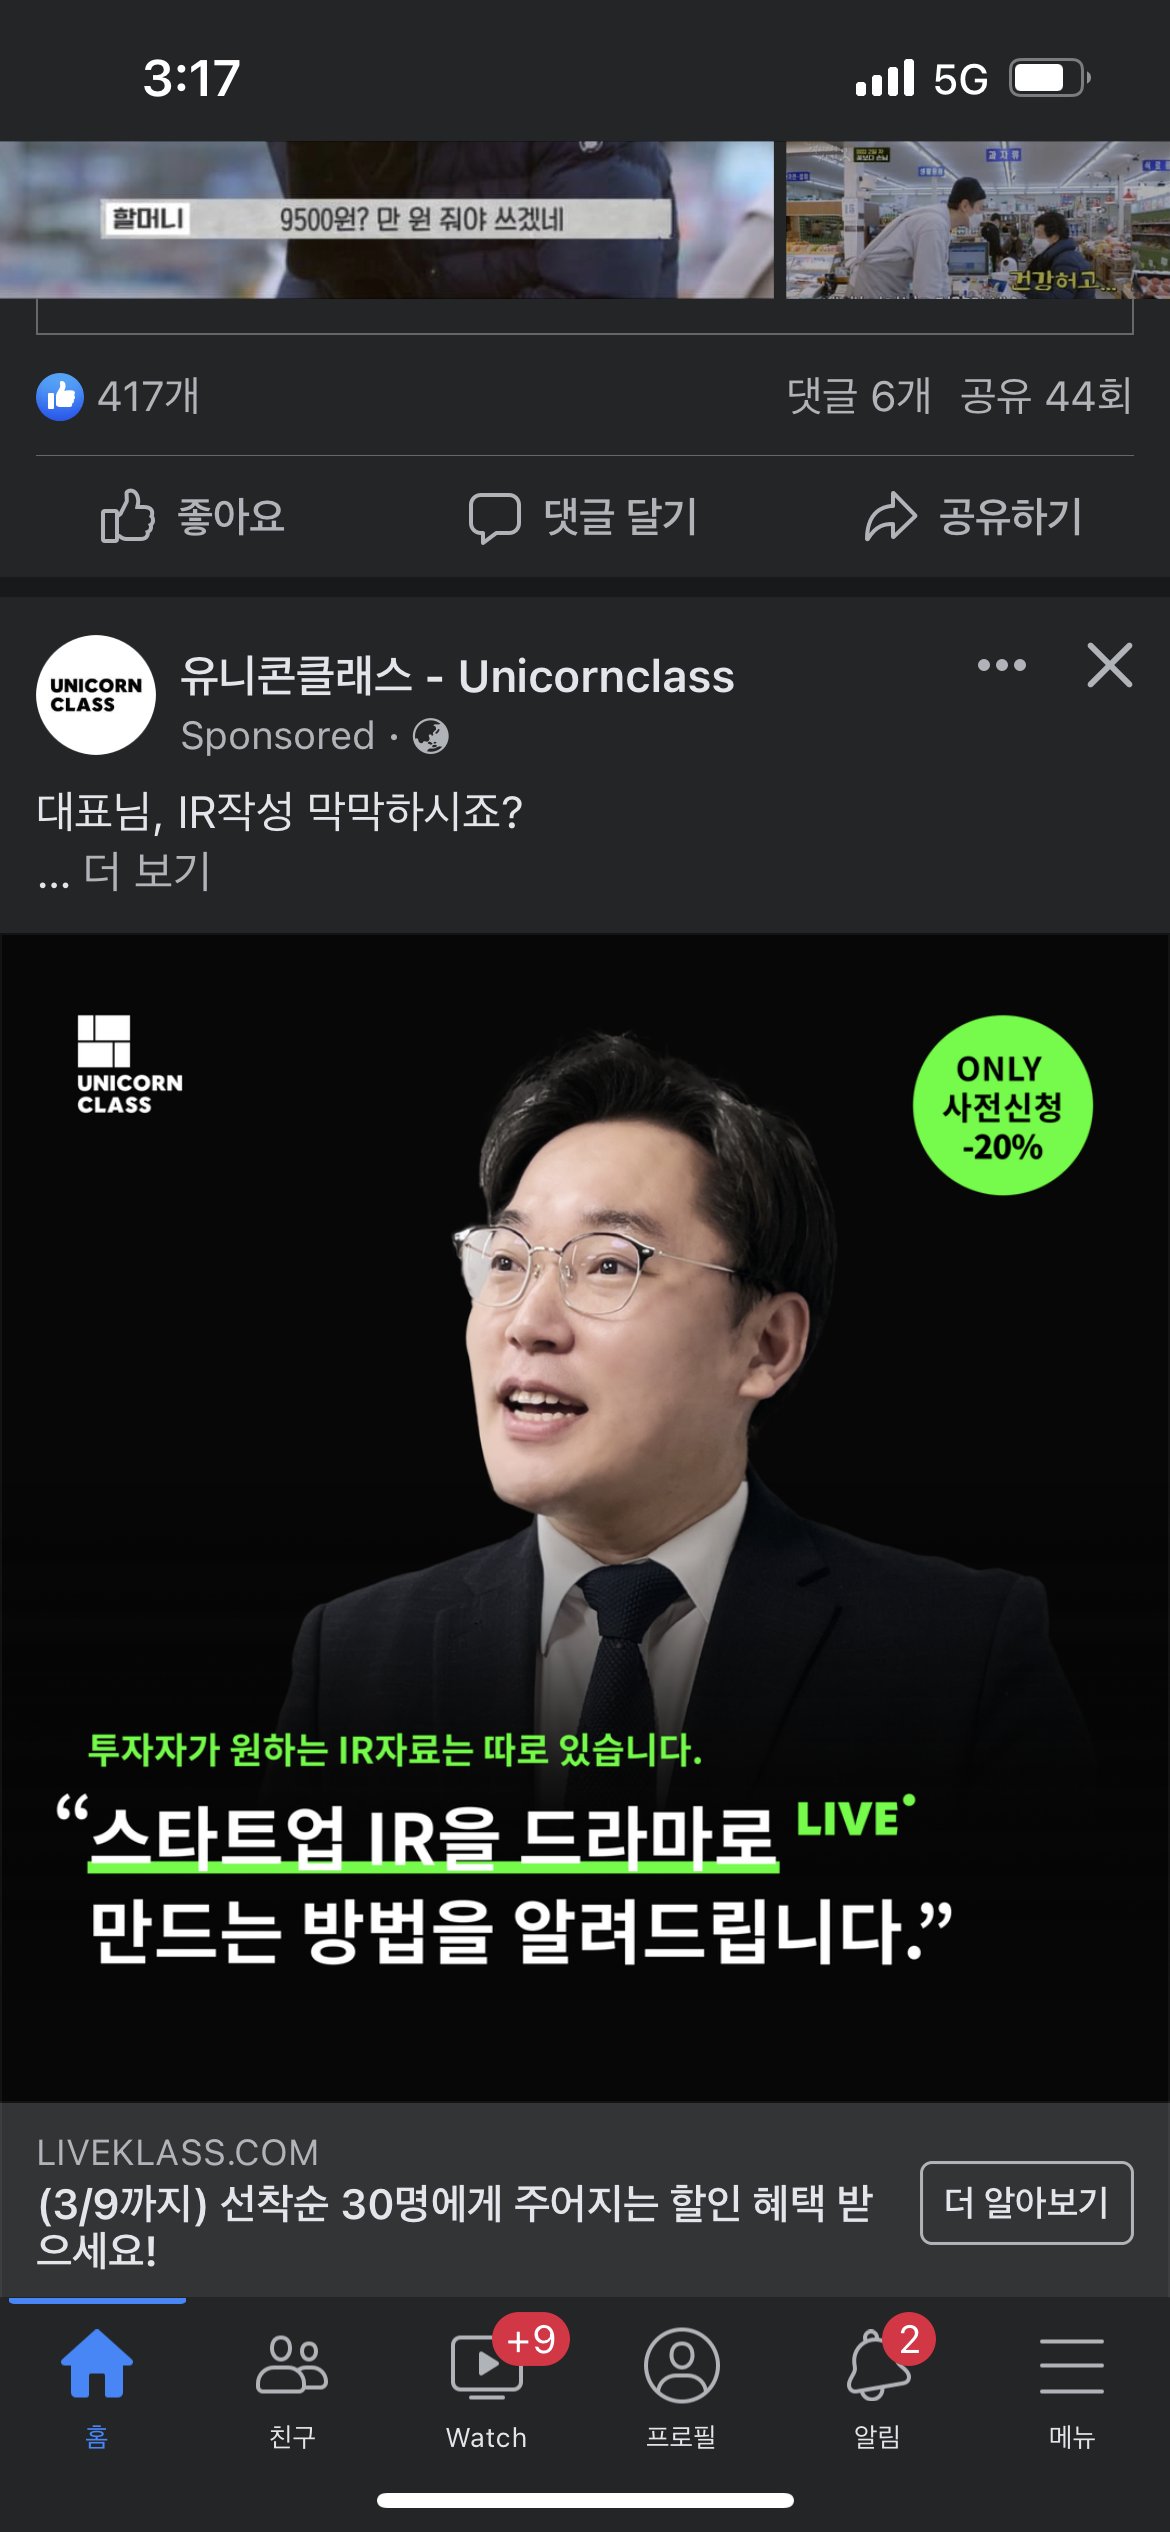 3:17
5G
할머니 9500원? 만 원 줘야 쓰겠네
과자류
건강허고...
417개
댓글 6개 공유 44회
좋아요
댓글 달기
공유하기
UNICORN
CLASS
유니콘클래스 - Unicornclass
Sponsored ·
대표님, IR작성 막막하시죠?
... 더 보기
UNICORN
CLASS
ONLY
사전신청
-20%
투자자가 원하는 IR자료는 따로 있습니다.
“스타트업 IR을 드라마로 LIVE
만드는 방법을 알려드립니다.”
LIVEKLASS.COM
(3/9까지) 선착순 30명에게 주어지는 할인 혜택 받
으세요!
더 알아보기
+9
2
홈
친구
Watch
프로필
알림
메뉴